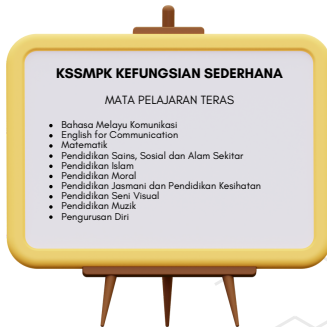 KSSMPK KEFUNGSIAN SEDERHANA
MATA PELAJARAN TERAS
• Bahasa Melayu Komunikasi
• English for Communication
• Matematik
• Pendidikan Sains, Sosial dan Alam Sekitar
• Pendidikan Islam
• Pendidikan Moral
• Pendidikan Jasmani dan Pendidikan Kesihatan
• Pendidikan Seni Visual
• Pendidikan Muzik
• Pengurusan Diri